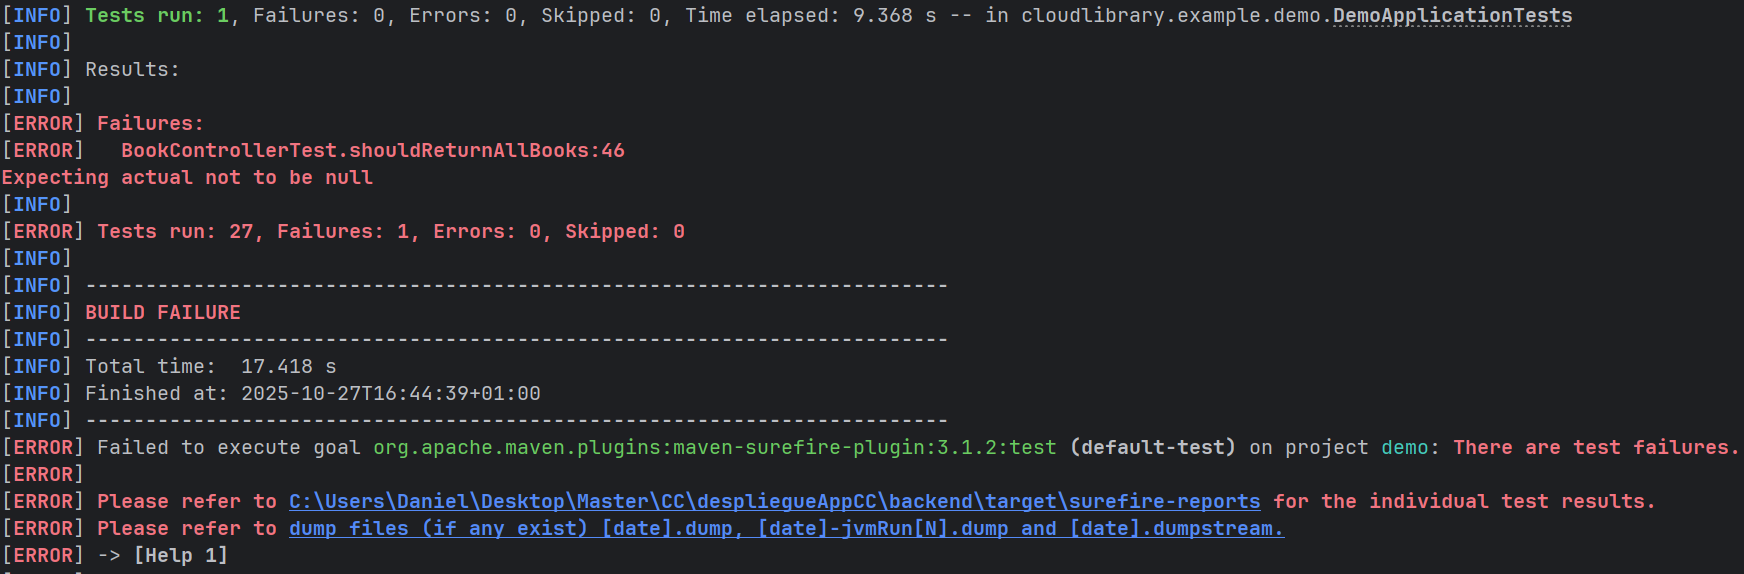 [INFO] Tests run: 1, Failures: 0, Errors: 0, Skipped: 0, Time elapsed: 9.368 s -- in cloudlibrary.example.demo.DemoApplicationTests
[INFO]
[INFO] Results:
[INFO]
[ERROR] Failures:
[ERROR]   BookControllerTest.shouldReturnAllBooks:46
Expecting actual not to be null
[INFO]
[ERROR] Tests run: 27, Failures: 1, Errors: 0, Skipped: 0
[INFO]
[INFO] ------------------------------------------------------------------------
[INFO] BUILD FAILURE
[INFO] ------------------------------------------------------------------------
[INFO] Total time:  17.418 s
[INFO] Finished at: 2025-10-27T16:44:39+01:00
[INFO] ------------------------------------------------------------------------
[ERROR] Failed to execute goal org.apache.maven.plugins:maven-surefire-plugin:3.1.2:test (default-test) on project demo: There are test failures.
[ERROR]
[ERROR] Please refer to C:\Users\Daniel\Desktop\Master\CC\despliegueAppCC\backend\target\surefire-reports for the individual test results.
[ERROR] Please refer to dump files (if any exist) [date].dump, [date]-jvmRun[N].dump and [date].dumpstream.
[ERROR] -> [Help 1]